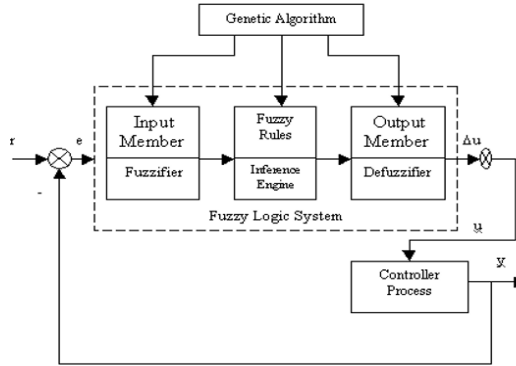 Genetic Algorithm
r
e
-
Input
Member
Fuzzifier
Fuzzy
Rules
Inference
Engine
Output
Member
Defuzzifier
Δu
Fuzzy Logic System
u
Controller
Process
y